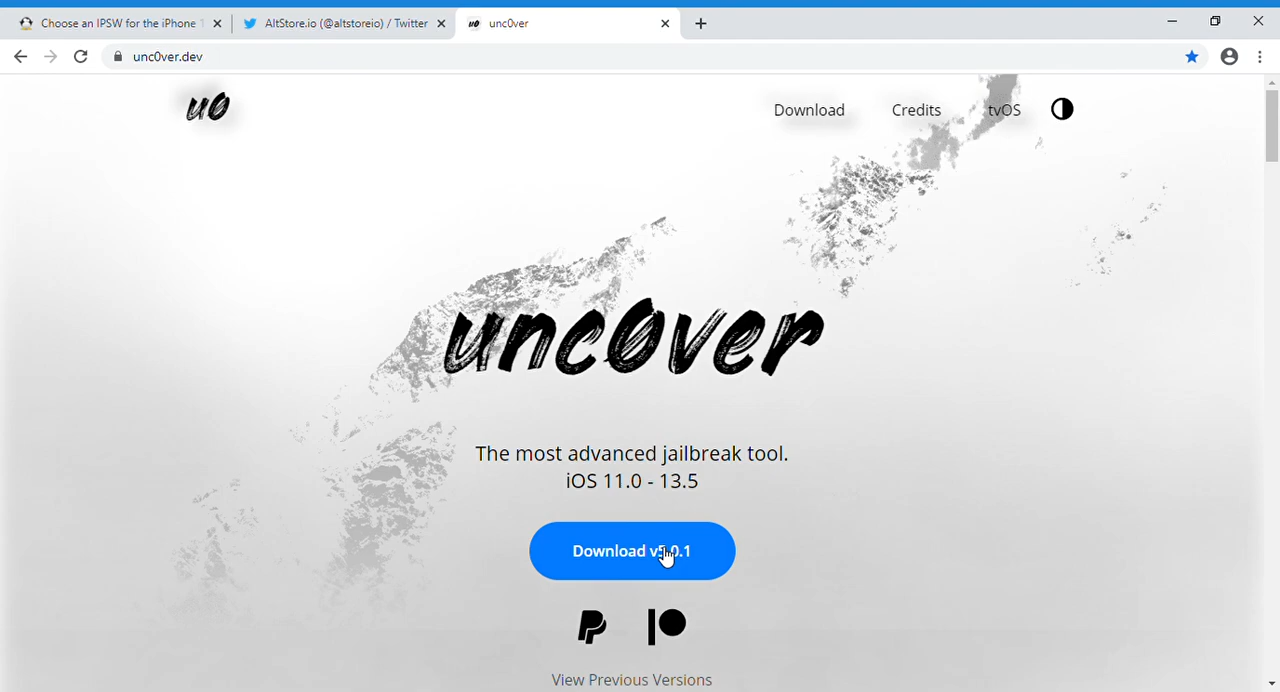 Choose an IPSW for the iPhone
AltStore.io (@altstoreio) / Twitter
unc0ver
unc0ver.dev
u0
Download
Credits
tvOS
unc0ver
The most advanced jailbreak tool.
iOS 11.0 - 13.5
Download v5.0.1
View Previous Versions